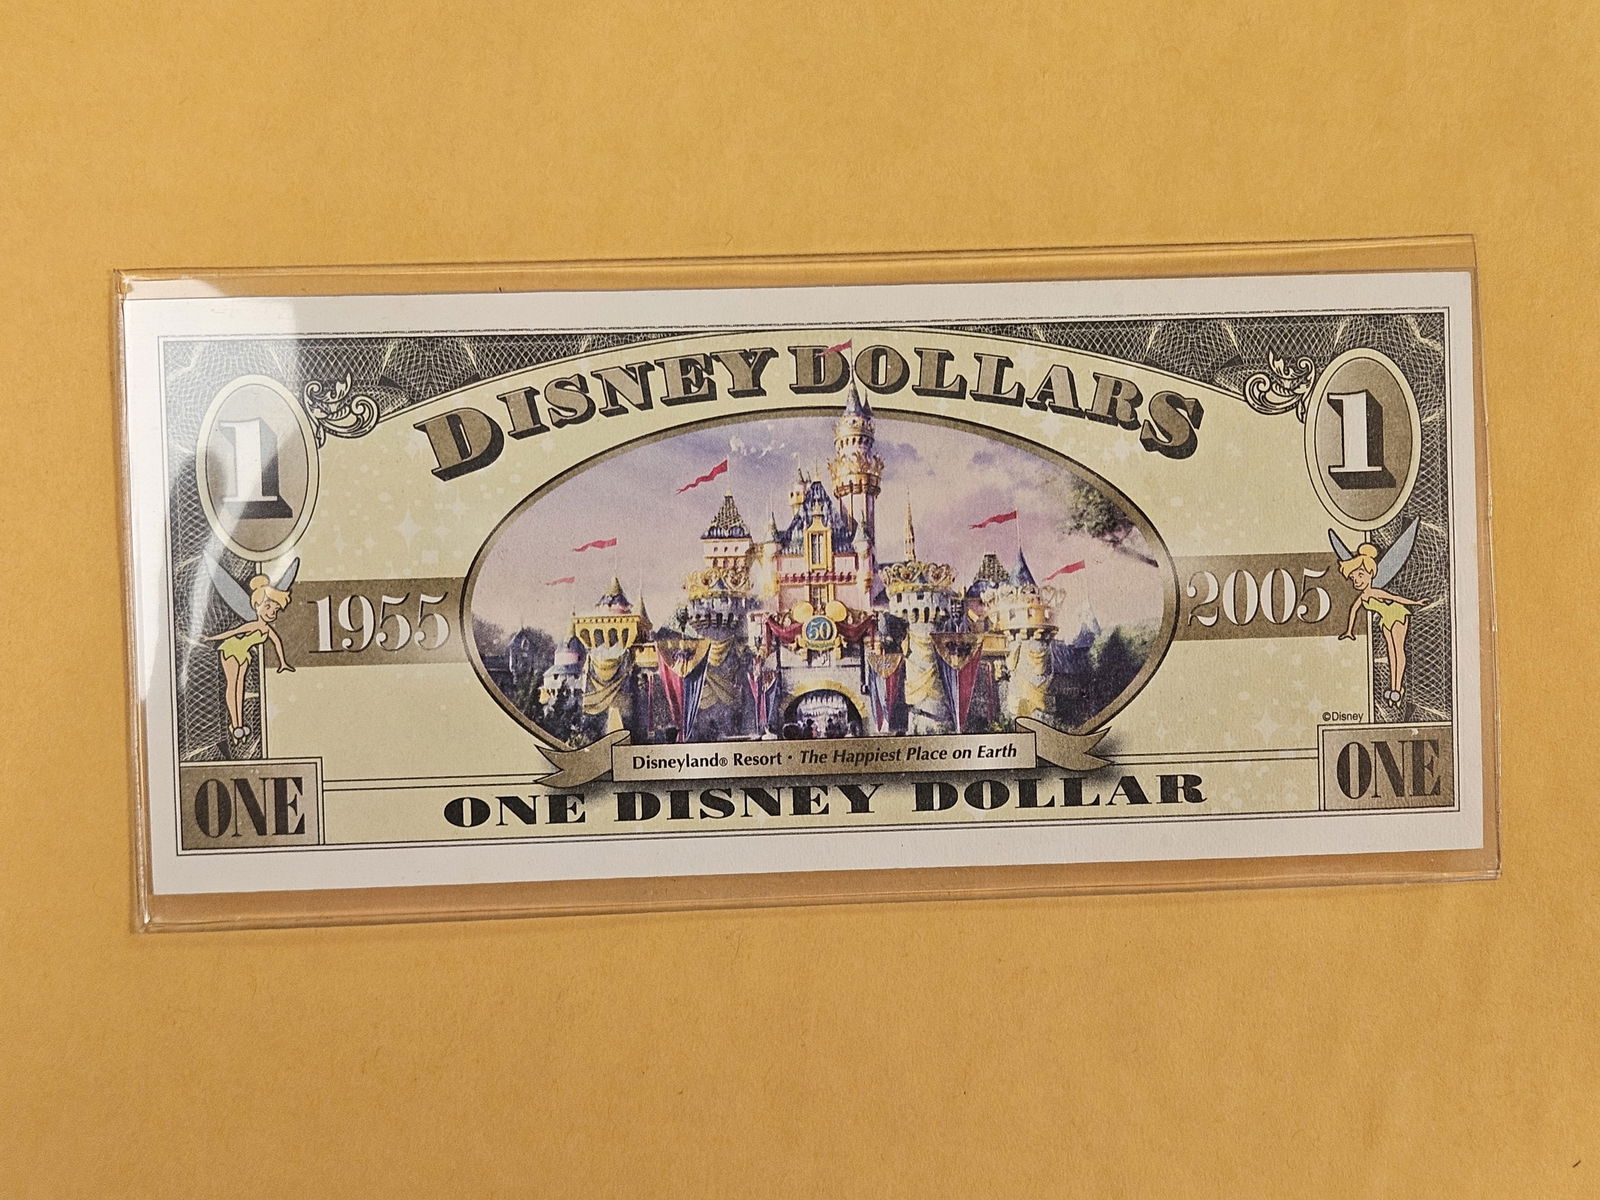 DISNEY DOLLARS
1 1
1955 50 2005
©Disney
Disneyland® Resort · The Happiest Place on Earth
ONE ONE DISNEY DOLLAR ONE